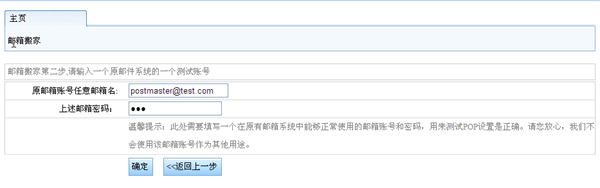 主页
邮箱搬家
邮箱搬家第二步,请输入一个原邮件系统的一个测试账号
原邮箱账号任意邮箱名: postmaster@test.com
上述邮箱密码: ●●●
温馨提示：此处需要填写一个在原有邮箱系统中能够正常使用的邮箱账号和密码，用来测试POP设置是正确。请您放心，我们不
会使用该邮箱账号作为其他用途。
确定 <<返回上一步